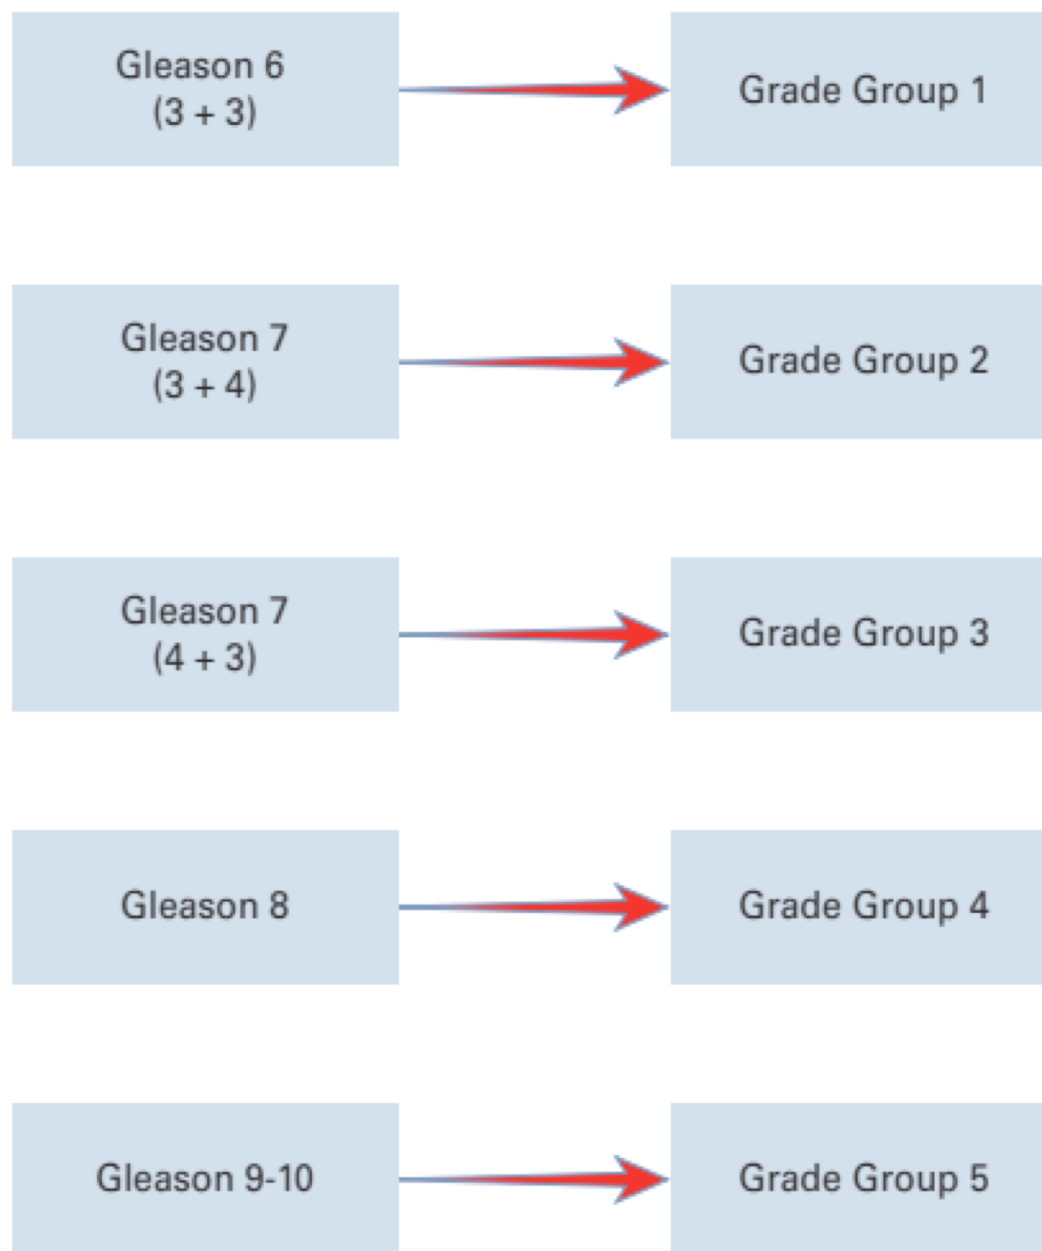 Gleason 6
(3 + 3)
Grade Group 1
Gleason 7
(3 + 4)
Grade Group 2
Gleason 7
(4 + 3)
Grade Group 3
Gleason 8
Grade Group 4
Gleason 9-10
Grade Group 5